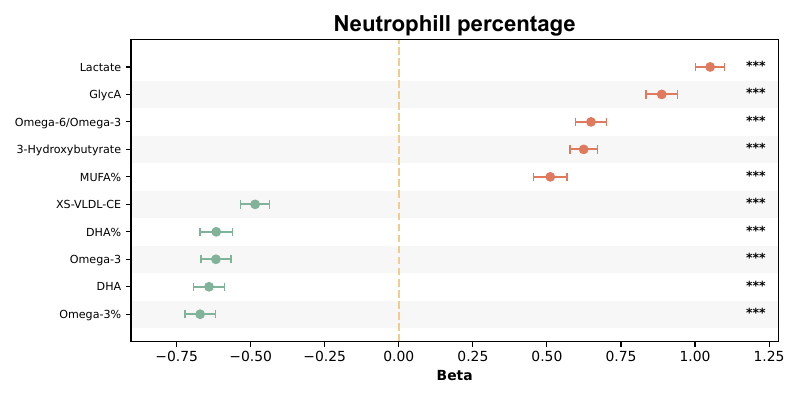 Neutrophill percentage
Lactate ***
GlycA ***
Omega-6/Omega-3 ***
3-Hydroxybutyrate ***
MUFA% ***
XS-VLDL-CE ***
DHA% ***
Omega-3 ***
DHA ***
Omega-3% ***
−0.75 −0.50 −0.25 0.00 0.25 0.50 0.75 1.00 1.25
Beta